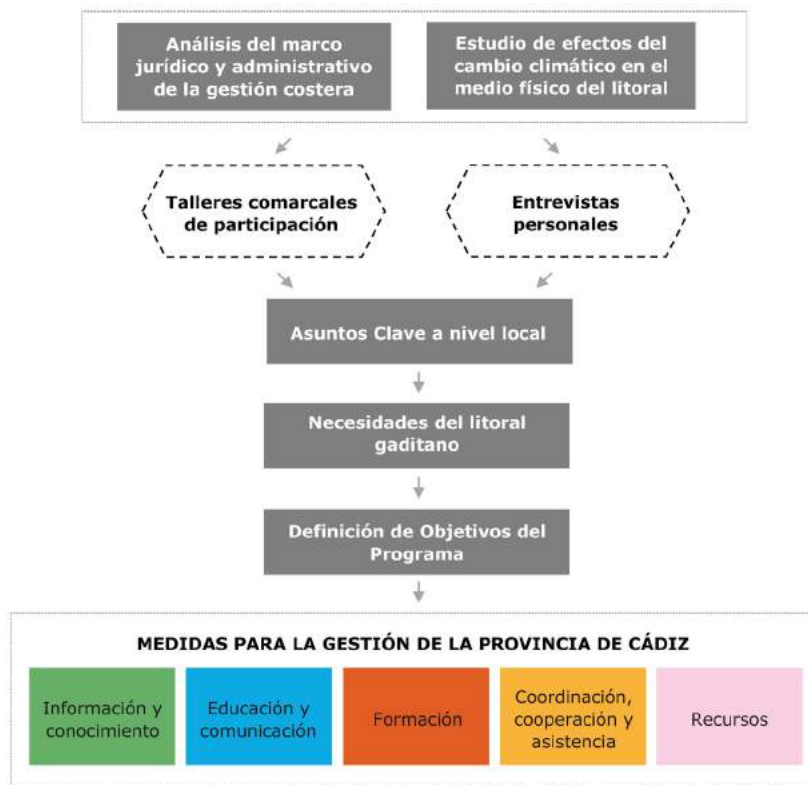 Análisis del marco
jurídico y administrativo
de la gestión costera
Estudio de efectos del
cambio climático en el
medio físico del litoral
Talleres comarcales
de participación
Entrevistas
personales
Asuntos Clave a nivel local
Necesidades del litoral
gaditano
Definición de Objetivos del
Programa
MEDIDAS PARA LA GESTIÓN DE LA PROVINCIA DE CÁDIZ
Información y
conocimiento
Educación y
comunicación
Formación
Coordinación,
cooperación y
asistencia
Recursos